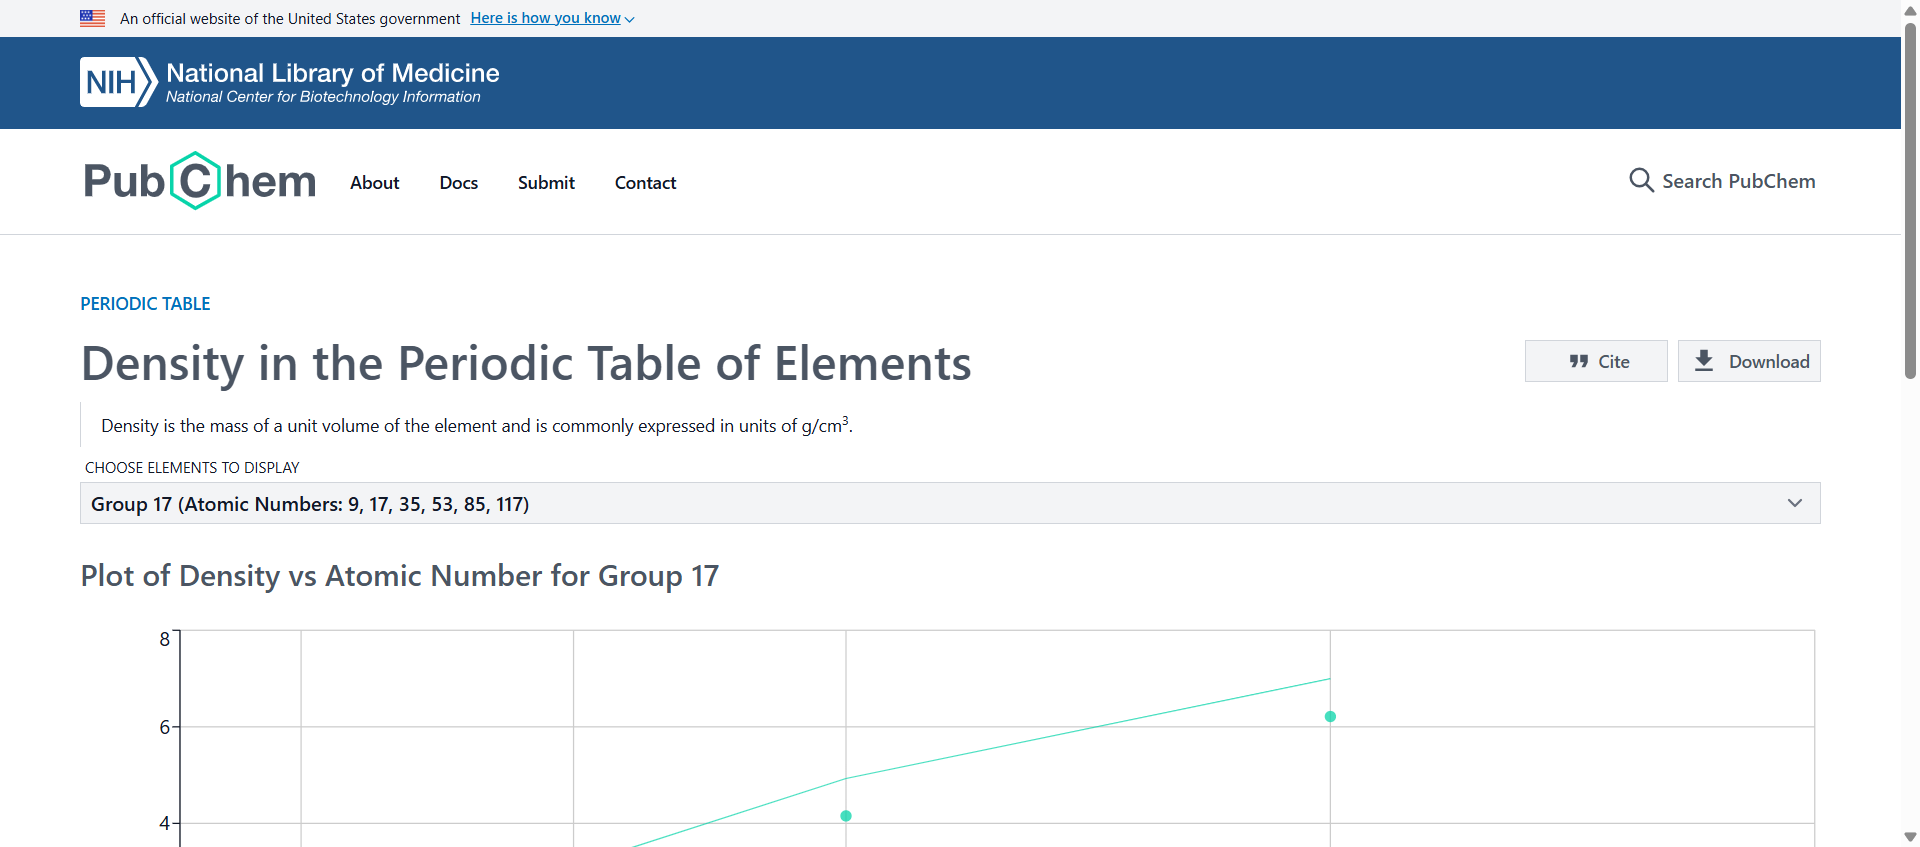 An official website of the United States government Here is how you know
NIH National Library of Medicine
National Center for Biotechnology Information
PubChem About Docs Submit Contact Search PubChem
PERIODIC TABLE
Density in the Periodic Table of Elements
Cite Download
Density is the mass of a unit volume of the element and is commonly expressed in units of g/cm³.
CHOOSE ELEMENTS TO DISPLAY
Group 17 (Atomic Numbers: 9, 17, 35, 53, 85, 117)
Plot of Density vs Atomic Number for Group 17
8
6
4